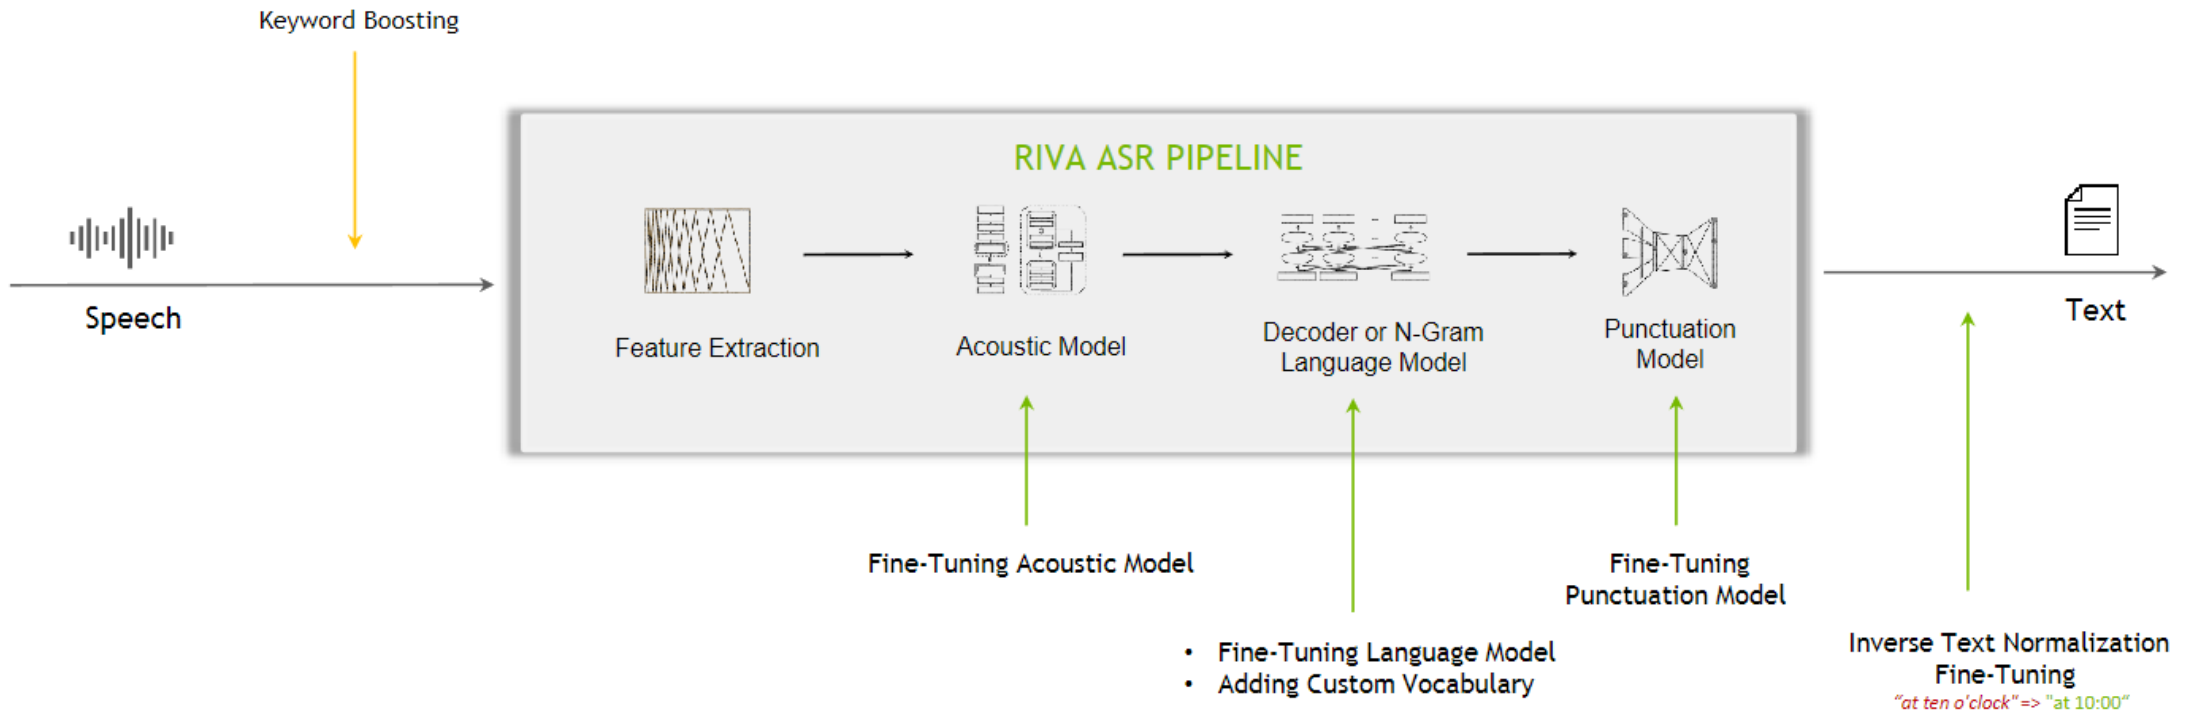 Keyword Boosting
RIVA ASR PIPELINE
Speech
Feature Extraction
Acoustic Model
Decoder or N-Gram
Language Model
Punctuation
Model
Text
Fine-Tuning Acoustic Model
• Fine-Tuning Language Model
• Adding Custom Vocabulary
Fine-Tuning
Punctuation Model
Inverse Text Normalization
Fine-Tuning
“at ten o'clock" => "at 10:00“